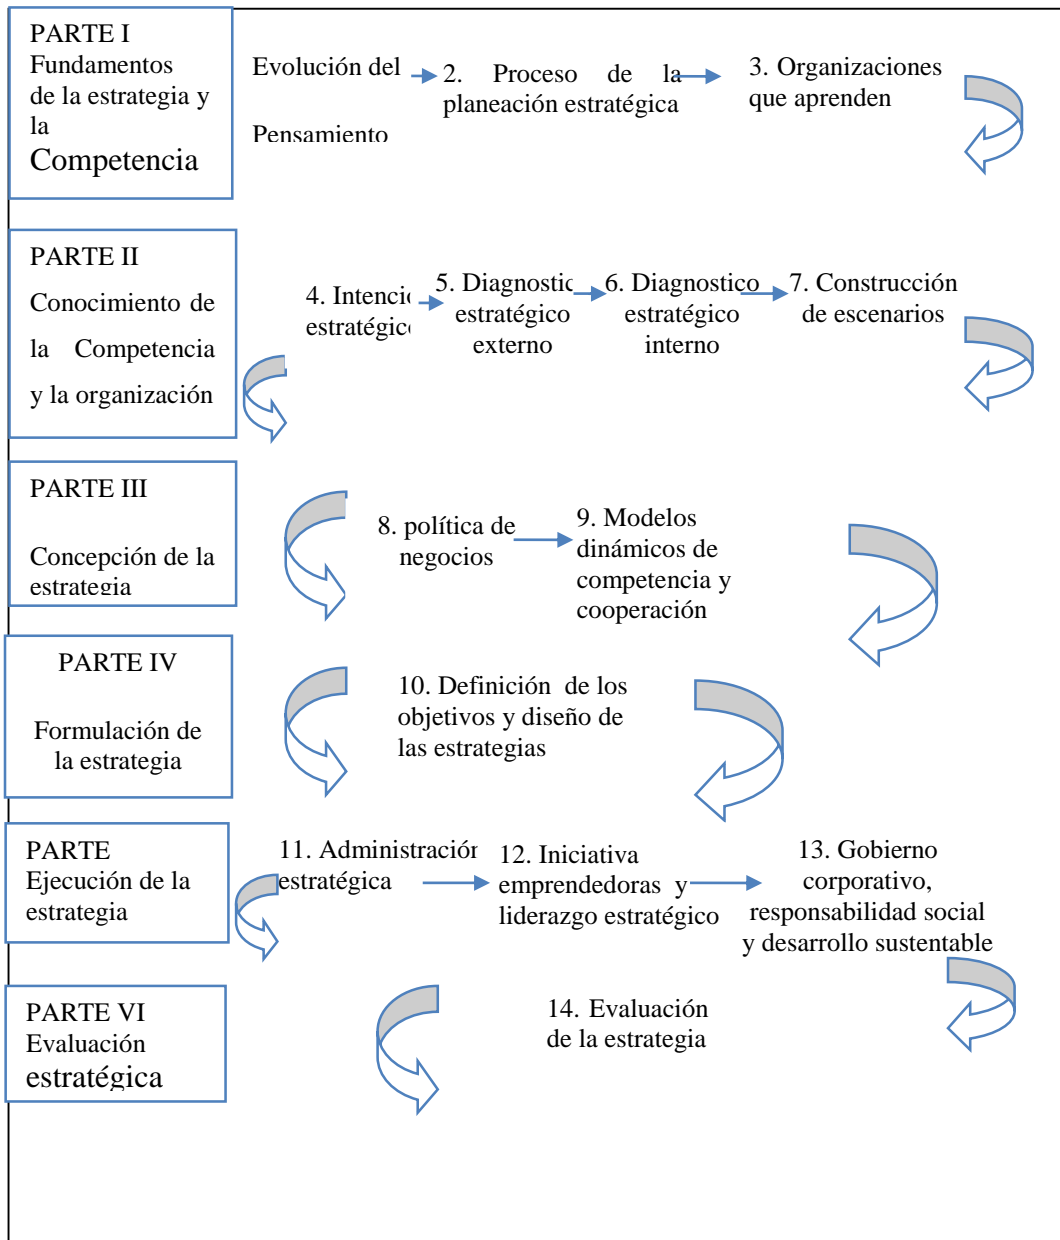 PARTE I
Fundamentos
de la estrategia y
la
Competencia
Evolución del
Pensamiento
2. Proceso de la
planeación estratégica
3. Organizaciones
que aprenden
PARTE II
Conocimiento de
la Competencia
y la organización
4. Intenci
estratégic
5. Diagnostic
estratégico
externo
6. Diagnostico
estratégico
interno
7. Construcción
de escenarios
PARTE III
Concepción de la
estrategia
8. política de
negocios
9. Modelos
dinámicos de
competencia y
cooperación
PARTE IV
Formulación de
la estrategia
10. Definición de los
objetivos y diseño de
las estrategias
PARTE
Ejecución de la
estrategia
11. Administración
estratégica
12. Iniciativa
emprendedoras y
liderazgo estratégico
13. Gobierno
corporativo,
responsabilidad social
y desarrollo sustentable
PARTE VI
Evaluación
estratégica
14. Evaluación
de la estrategia